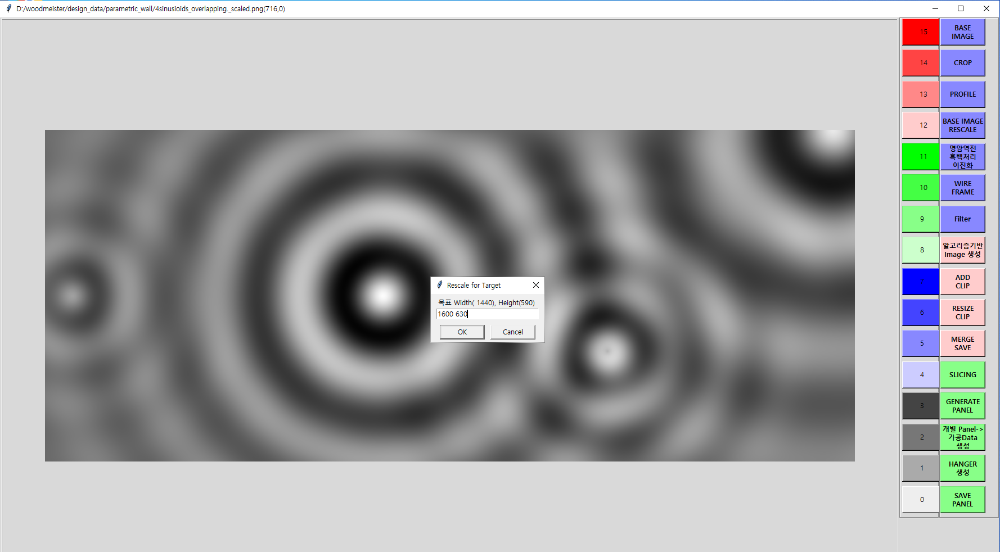 D:/woodmeister/design_data/parametric_wall/4sinusioids_overlapping._scaled.png(716,0)
15
BASE
IMAGE
14
CROP
13
PROFILE
12
BASE IMAGE
RESCALE
11
명암역전
흑백처리
이진화
10
WIRE
FRAME
9
Filter
8
알고리즘기반
Image 생성
7
ADD
CLIP
6
RESIZE
CLIP
5
MERGE
SAVE
4
SLICING
3
GENERATE
PANEL
2
개별 Panel->
가공Data
생성
1
HANGER
생성
0
SAVE
PANEL
Rescale for Target
목표 Width( 1440), Height(590)
1600 630
OK
Cancel